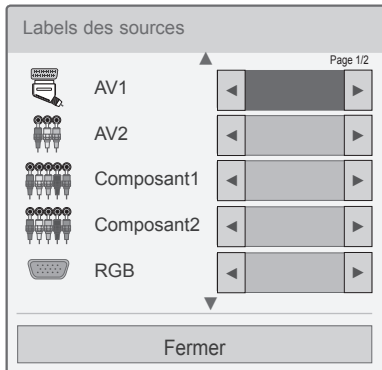 Labels des sources
Page 1/2
AV1
AV2
Composant1
Composant2
RGB
Fermer